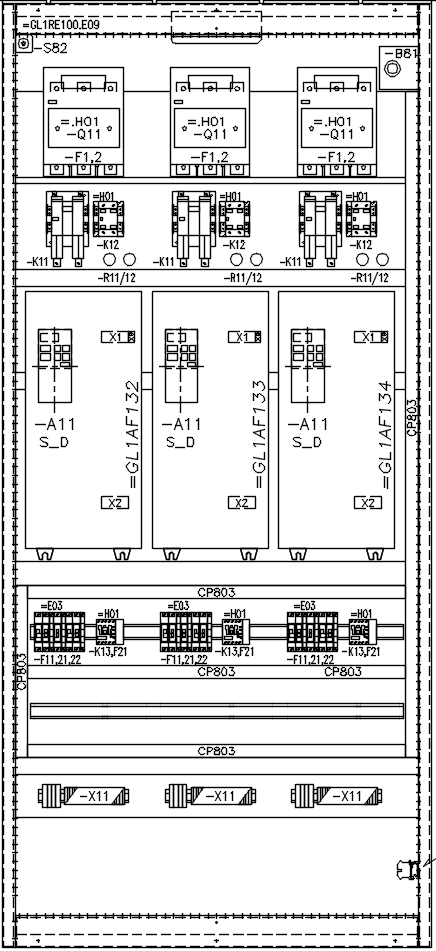 =GL1RE100.E09
-S82
-B81
=.H01 =.H01 =.H01
-Q11 -Q11 -Q11
-F1,2 -F1,2 -F1,2
=H01 =H01 =H01
-K12 -K12 -K12
-K11 -K11 -K11
-R11/12 -R11/12 -R11/12
X1 X1 X1
-A11 -A11 -A11
S_D S_D S_D
=GL1AF132 =GL1AF133 =GL1AF134
CP803
X2 X2 X2
CP803
=E03 =H01 =E03 =H01 =E03 =H01
-K13,F21 -K13,F21 -K13,F21
-F11,21,22 -F11,21,22 -F11,21,22
CP803
CP803 CP803
CP803
-X11 -X11 -X11